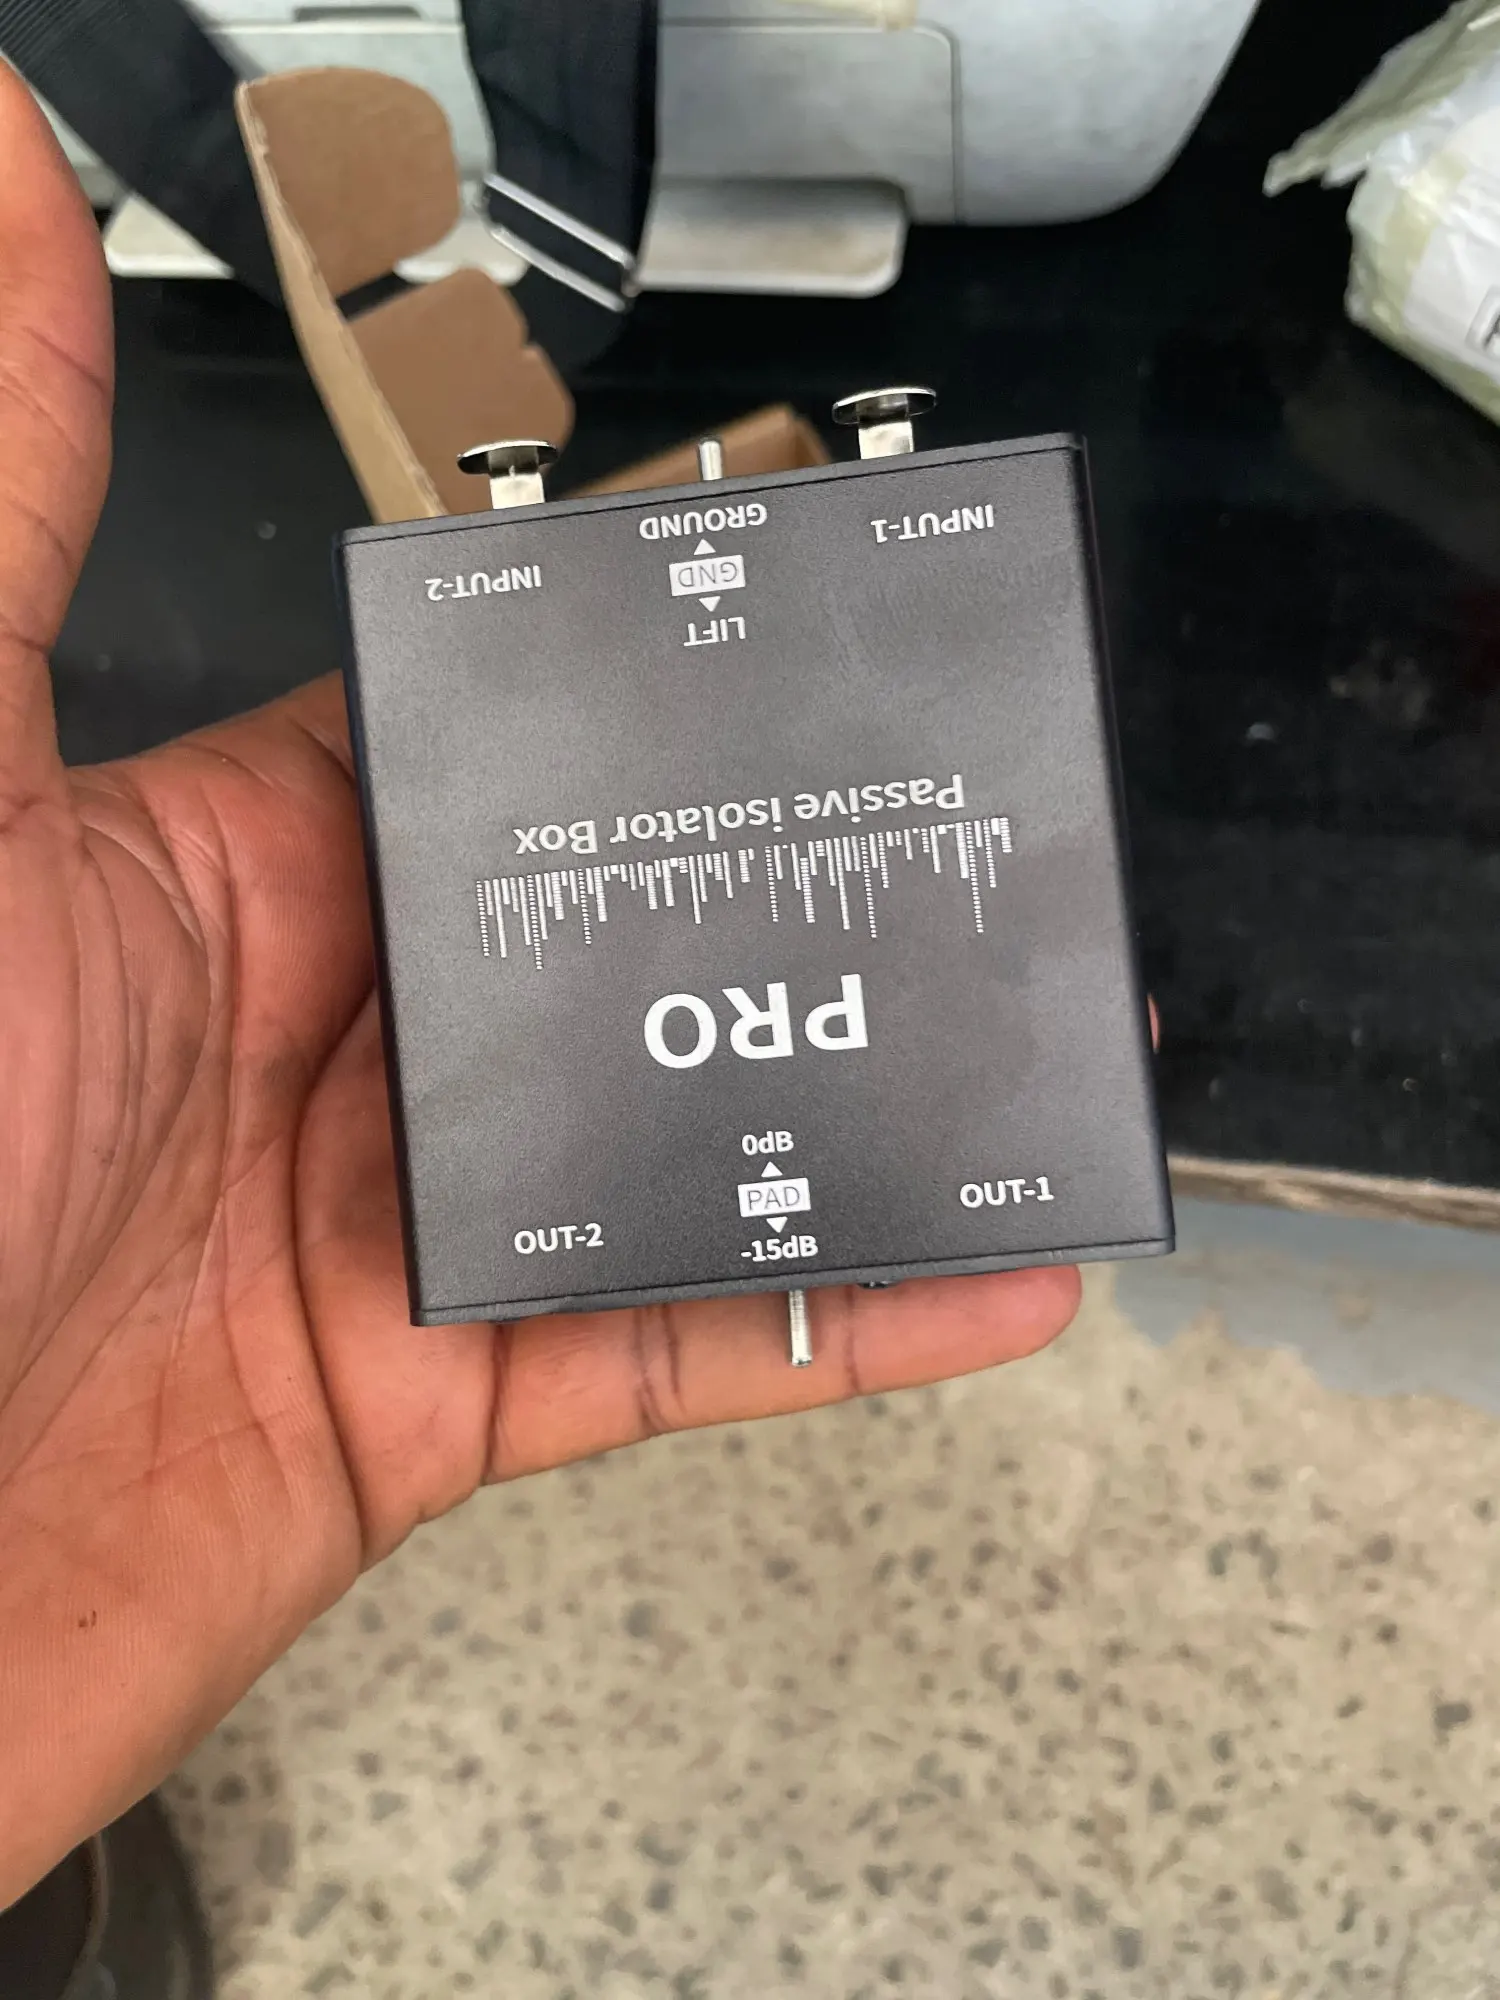 INPUT-1
GROUND
GND
LIFT
INPUT-2
Passive isolator Box
PRO
0dB
PAD
-15dB
OUT-2
OUT-1